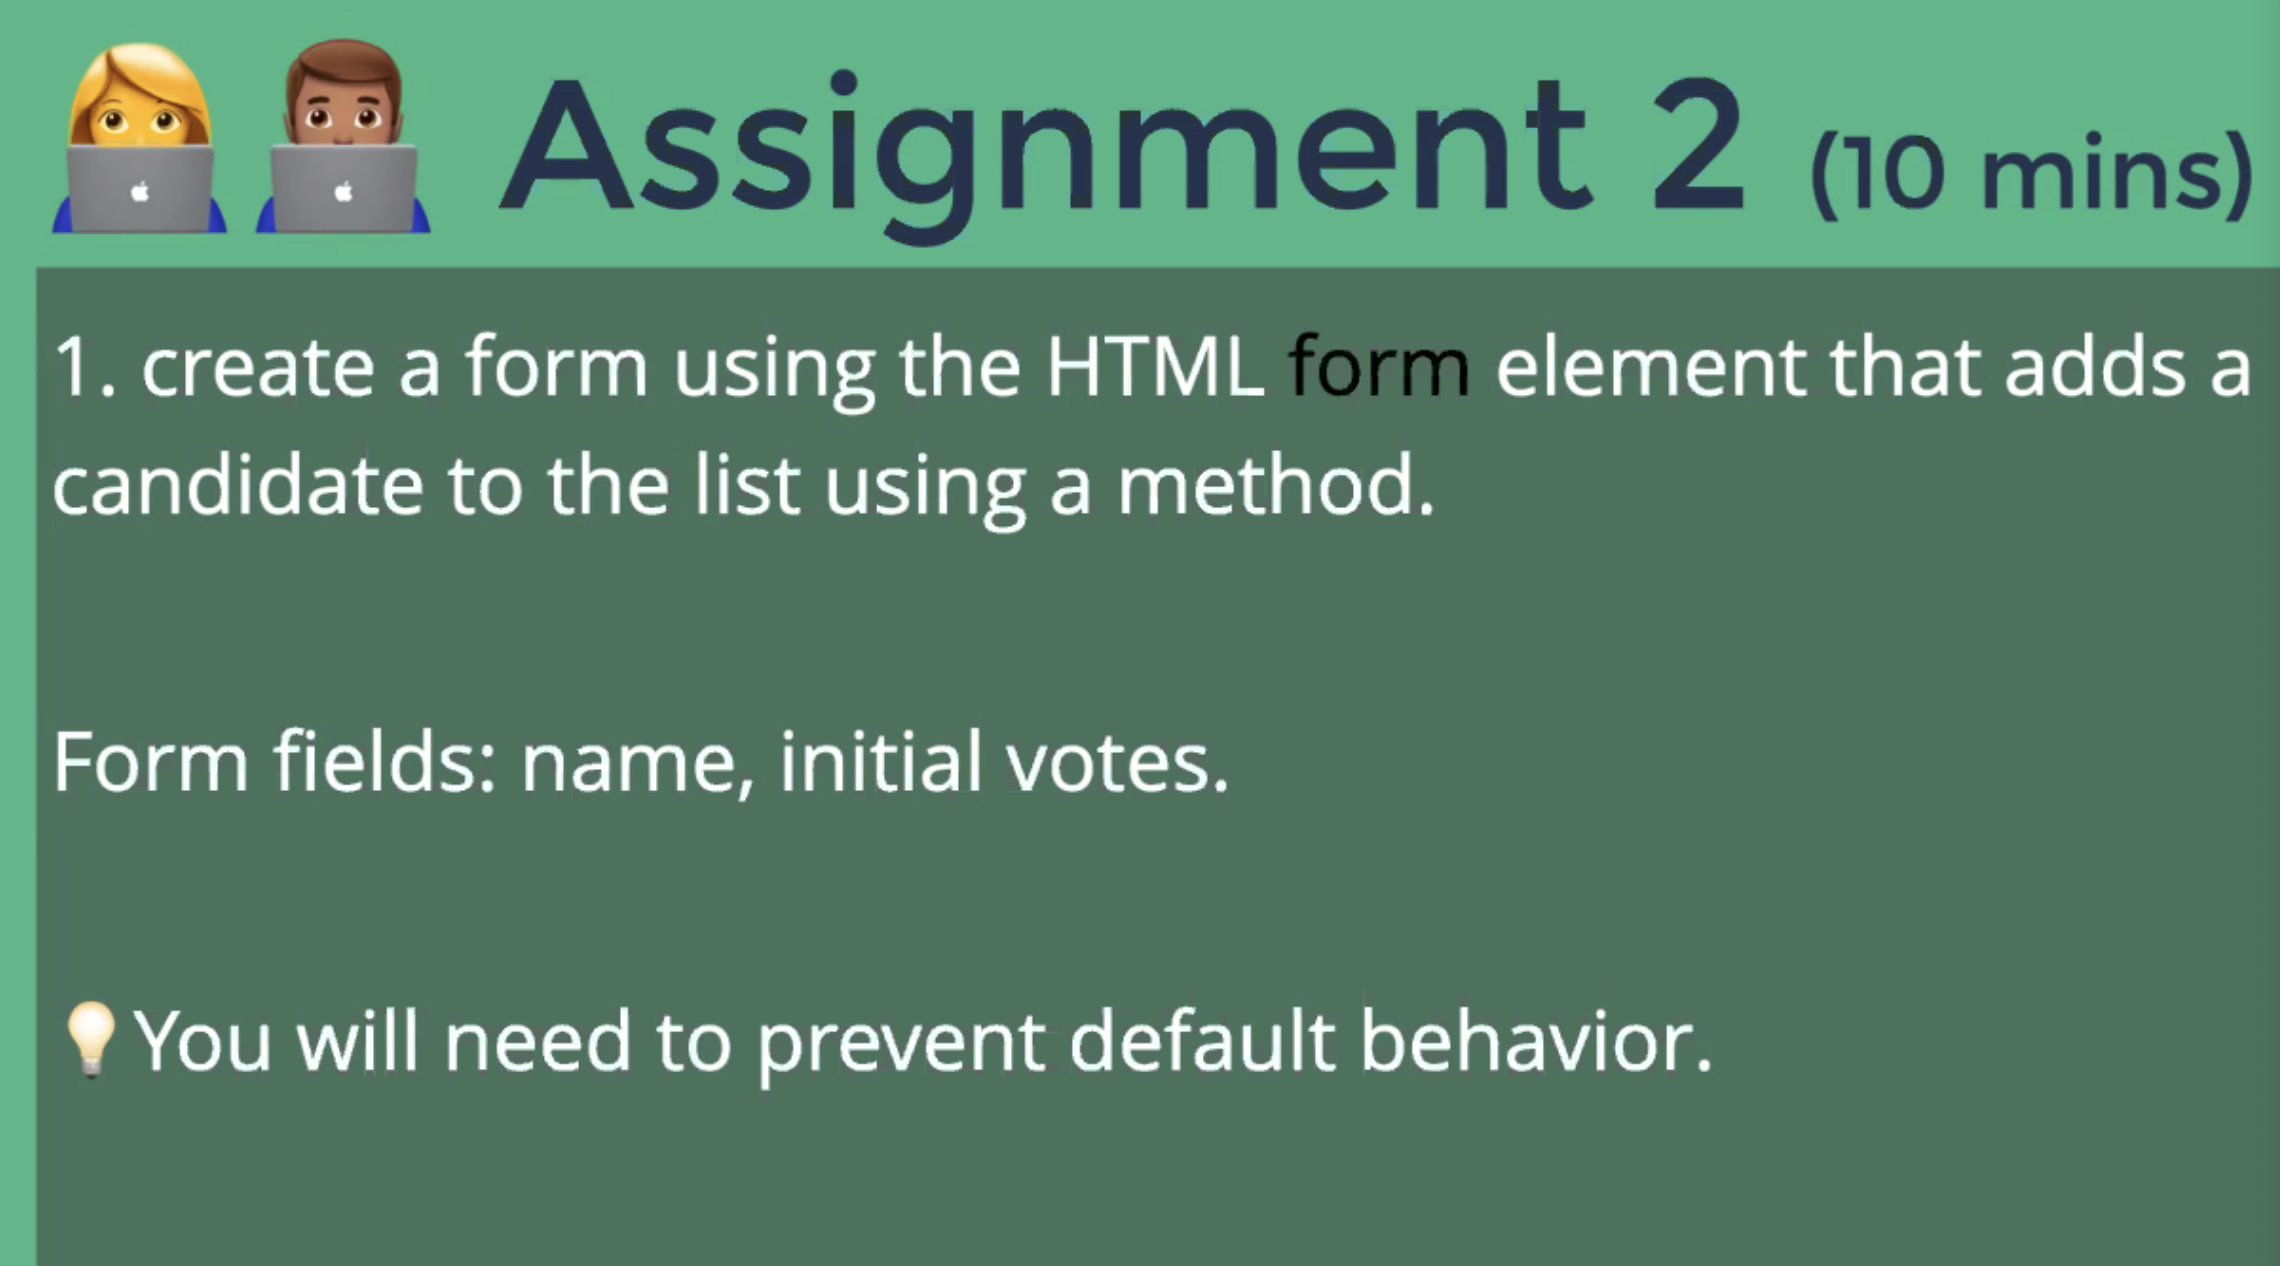 Assignment 2 (10 mins)
1. create a form using the HTML form element that adds a
candidate to the list using a method.
Form fields: name, initial votes.
You will need to prevent default behavior.